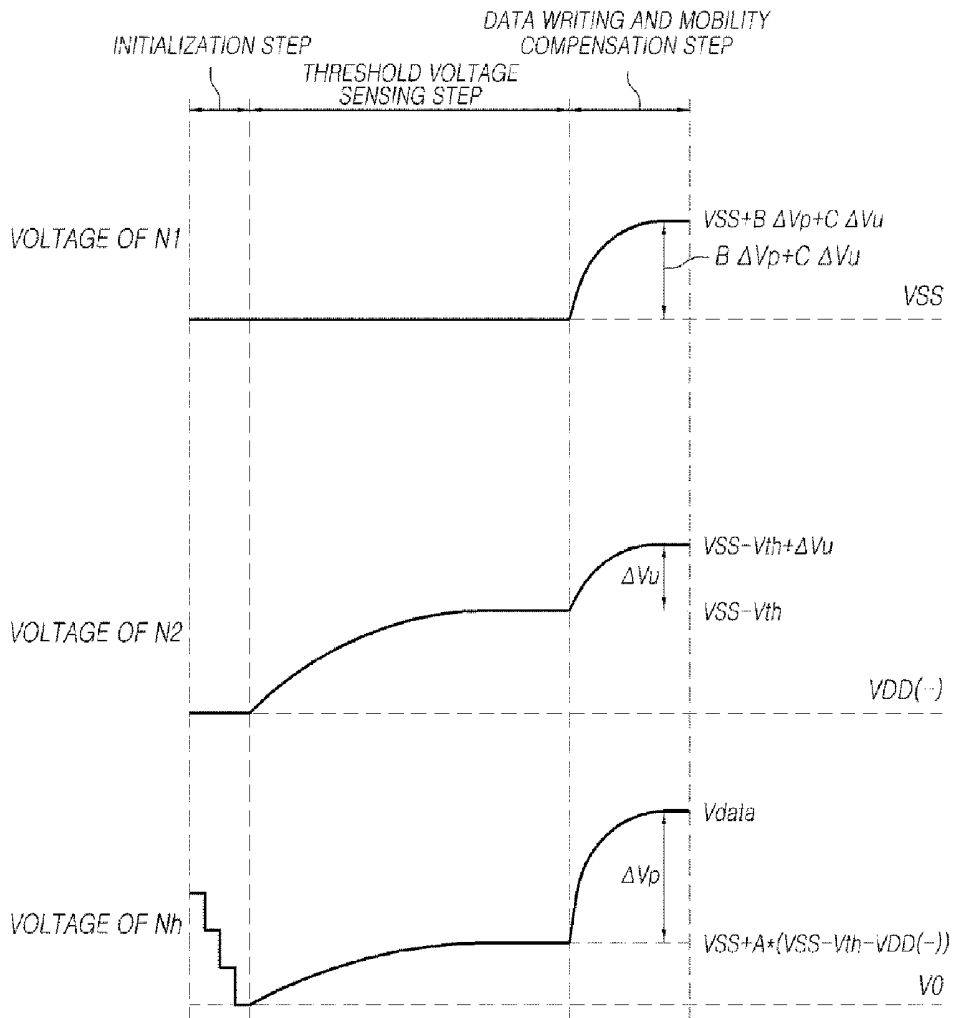 DATA WRITING AND MOBILITY
COMPENSATION STEP
INITIALIZATION STEP
THRESHOLD VOLTAGE
SENSING STEP
VOLTAGE OF N1
VSS+B ΔVp+C ΔVu
B ΔVp+C ΔVu
VSS
VSS-Vth+ΔVu
ΔVu
VSS-Vth
VOLTAGE OF N2
VDD(-)
Vdata
ΔVp
VOLTAGE OF Nh
VSS+A*(VSS-Vth-VDD(-))
V0